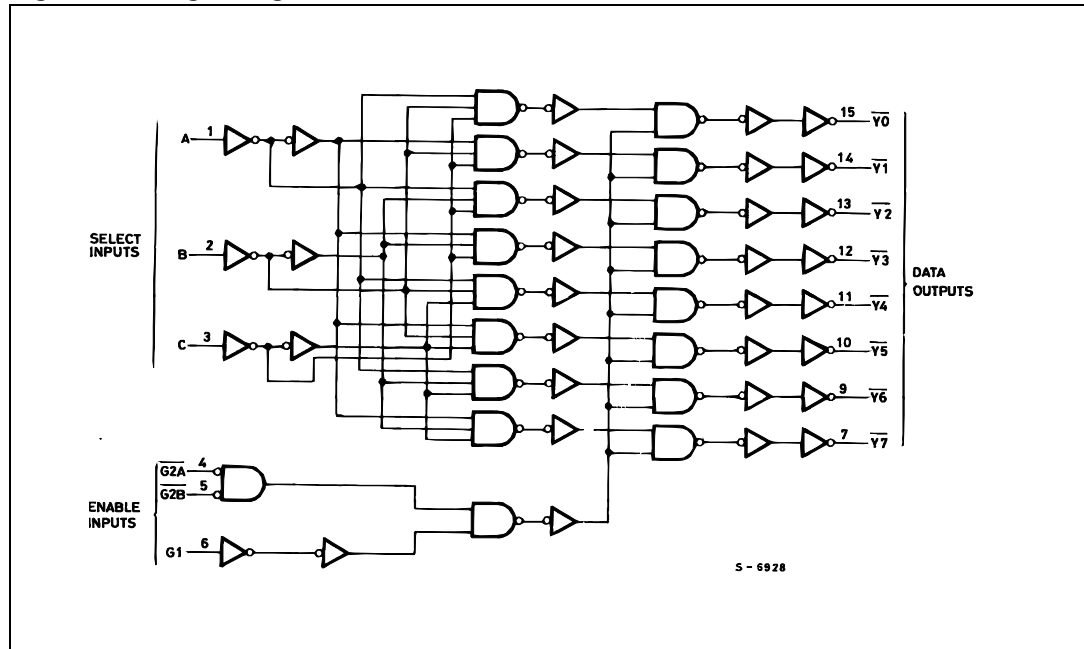 A 1
B 2
C 3
SELECT
INPUTS
G2A 4
G2B 5
G1 6
ENABLE
INPUTS
15 Y0
14 Y1
13 Y2
12 Y3
11 Y4
10 Y5
9 Y6
7 Y7
DATA
OUTPUTS
S - 6928